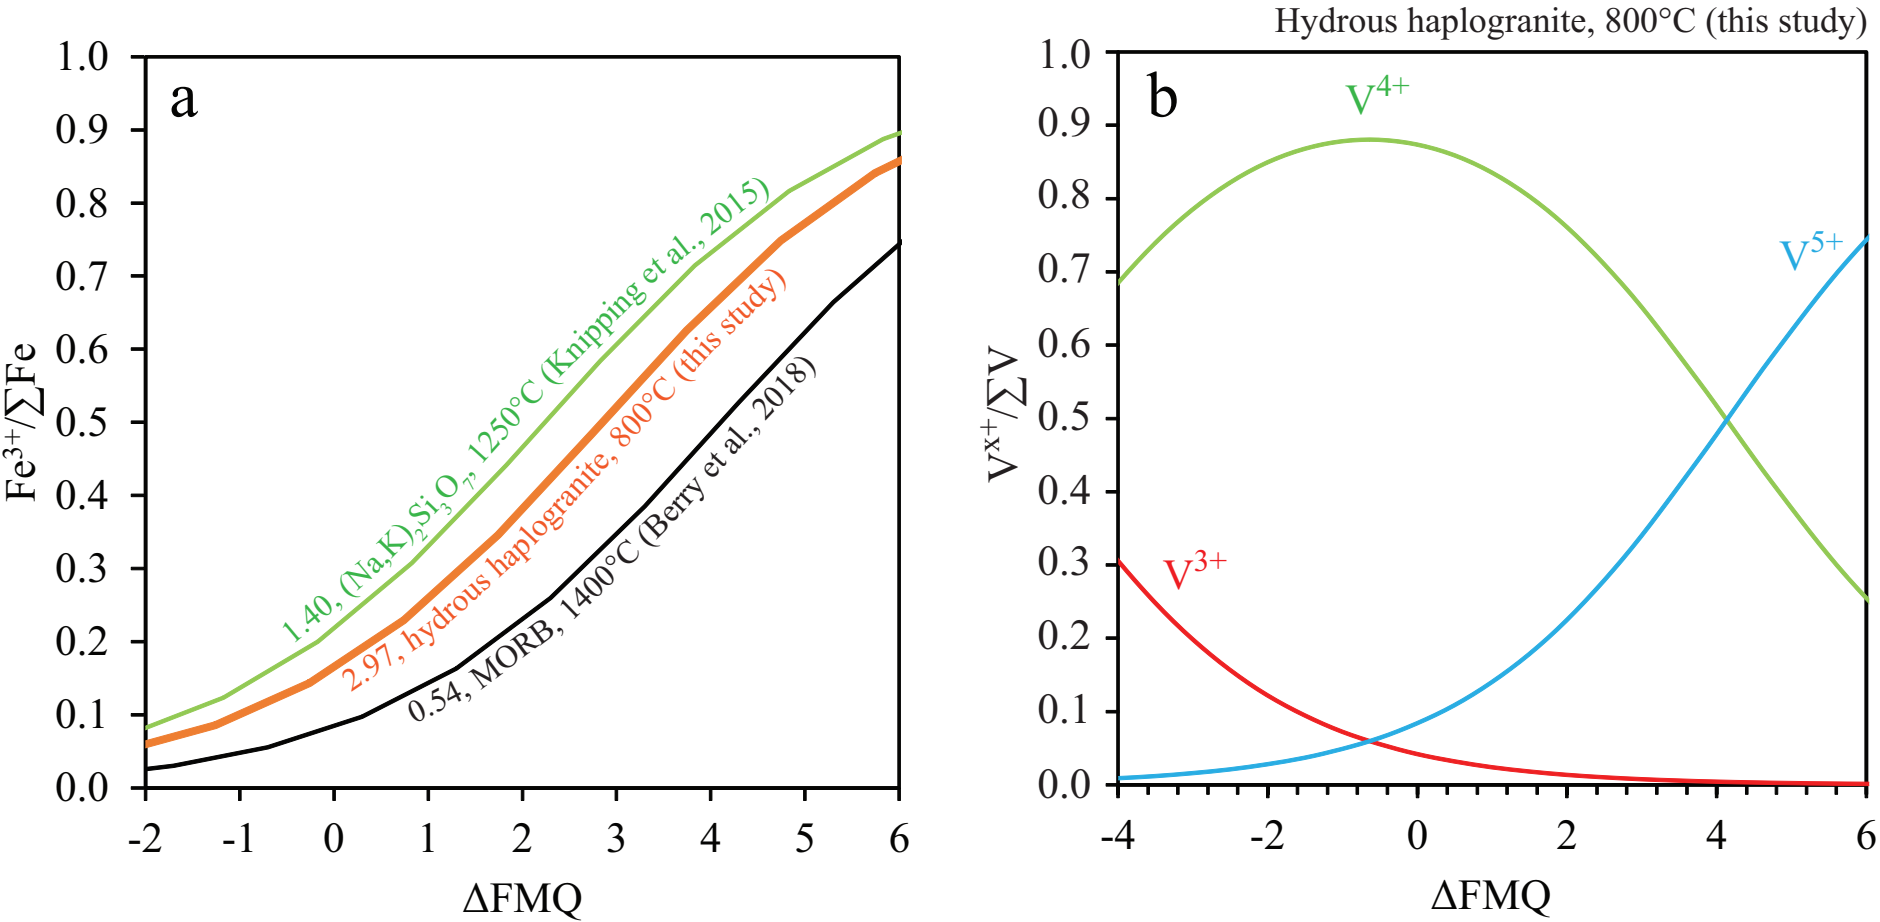 a
1.0
0.9
0.8
0.7
0.6
0.5
0.4
0.3
0.2
0.1
0.0
-2 -1 0 1 2 3 4 5 6
Fe³⁺/∑Fe
ΔFMQ
1.40, (Na,K)₂Si₃O₇, 1250°C (Knipping et al., 2015)
2.97, hydrous haplogranite, 800°C (this study)
0.54, MORB, 1400°C (Berry et al., 2018)
Hydrous haplogranite, 800°C (this study)
b
1.0
0.9
0.8
0.7
0.6
0.5
0.4
0.3
0.2
0.1
0.0
-4 -2 0 2 4 6
Vˣ⁺/∑V
ΔFMQ
V⁴⁺
V⁵⁺
V³⁺